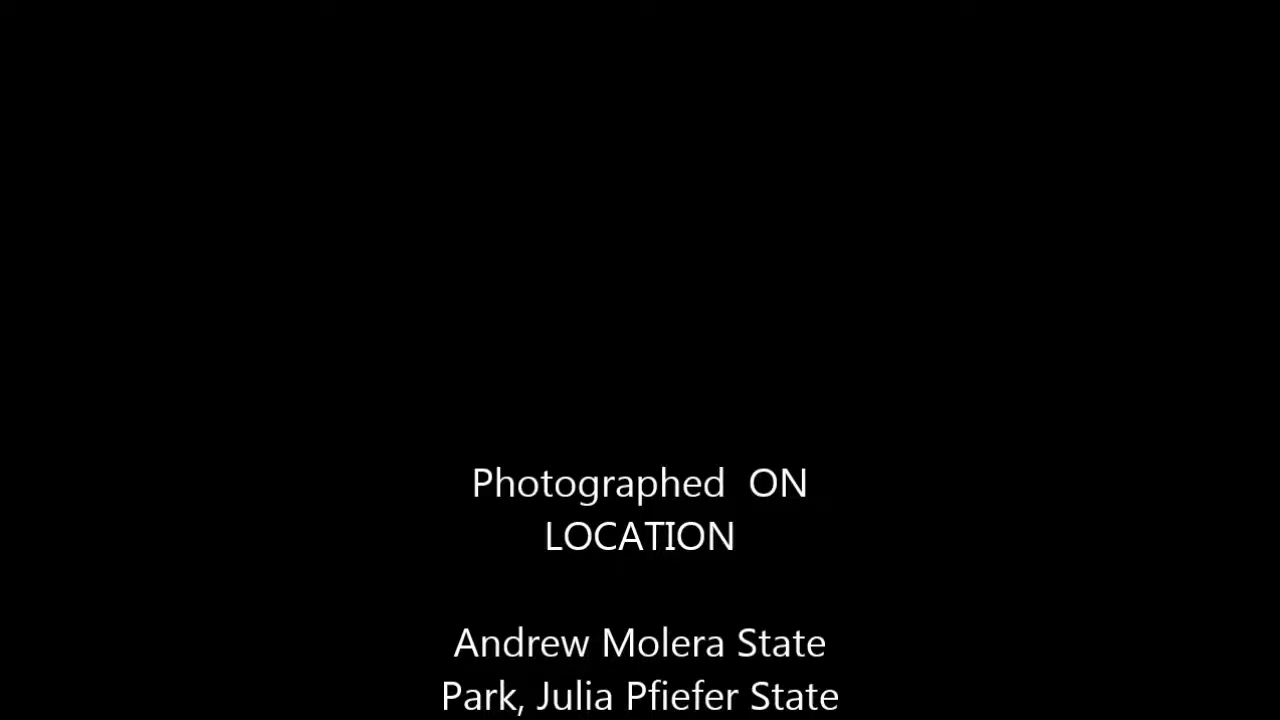 Photographed  ON
LOCATION
Andrew Molera State
Park, Julia Pfiefer State